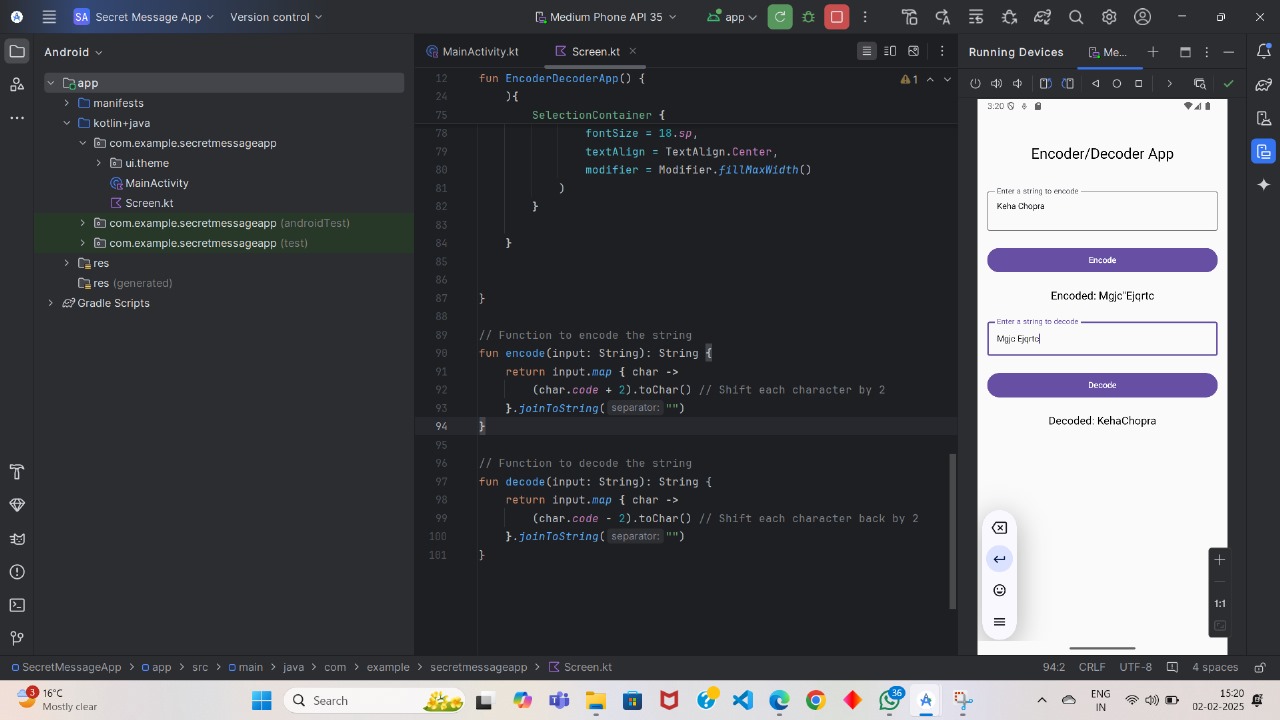 SA Secret Message App Version control Medium Phone API 35 app
Android
app
manifests
kotlin+java
com.example.secretmessageapp
ui.theme
MainActivity
Screen.kt
com.example.secretmessageapp (androidTest)
com.example.secretmessageapp (test)
res
res (generated)
Gradle Scripts
MainActivity.kt Screen.kt
12 fun EncoderDecoderApp() { 1
24 ){
75 SelectionContainer {
78 fontSize = 18.sp,
79 textAlign = TextAlign.Center,
80 modifier = Modifier.fillMaxWidth()
81 )
82 }
83
84 }
85
86
87 }
88
89 // Function to encode the string
90 fun encode(input: String): String {
91 return input.map { char ->
92 (char.code + 2).toChar() // Shift each character by 2
93 }.joinToString( separator: "")
94 }
95
96 // Function to decode the string
97 fun decode(input: String): String {
98 return input.map { char ->
99 (char.code - 2).toChar() // Shift each character back by 2
100 }.joinToString( separator: "")
101 }
Running Devices Me...
3:20
Encoder/Decoder App
Enter a string to encode
Keha Chopra
Encode
Encoded: Mgjc"Ejqrtc
Enter a string to decode
Mgjc Ejqrtc
Decode
Decoded: KehaChopra
1:1
SecretMessageApp > app > src > main > java > com > example > secretmessageapp > Screen.kt 94:2 CRLF UTF-8 4 spaces
3 16°C
Mostly clear
Search
36
ENG
IN
15:20
02-02-2025